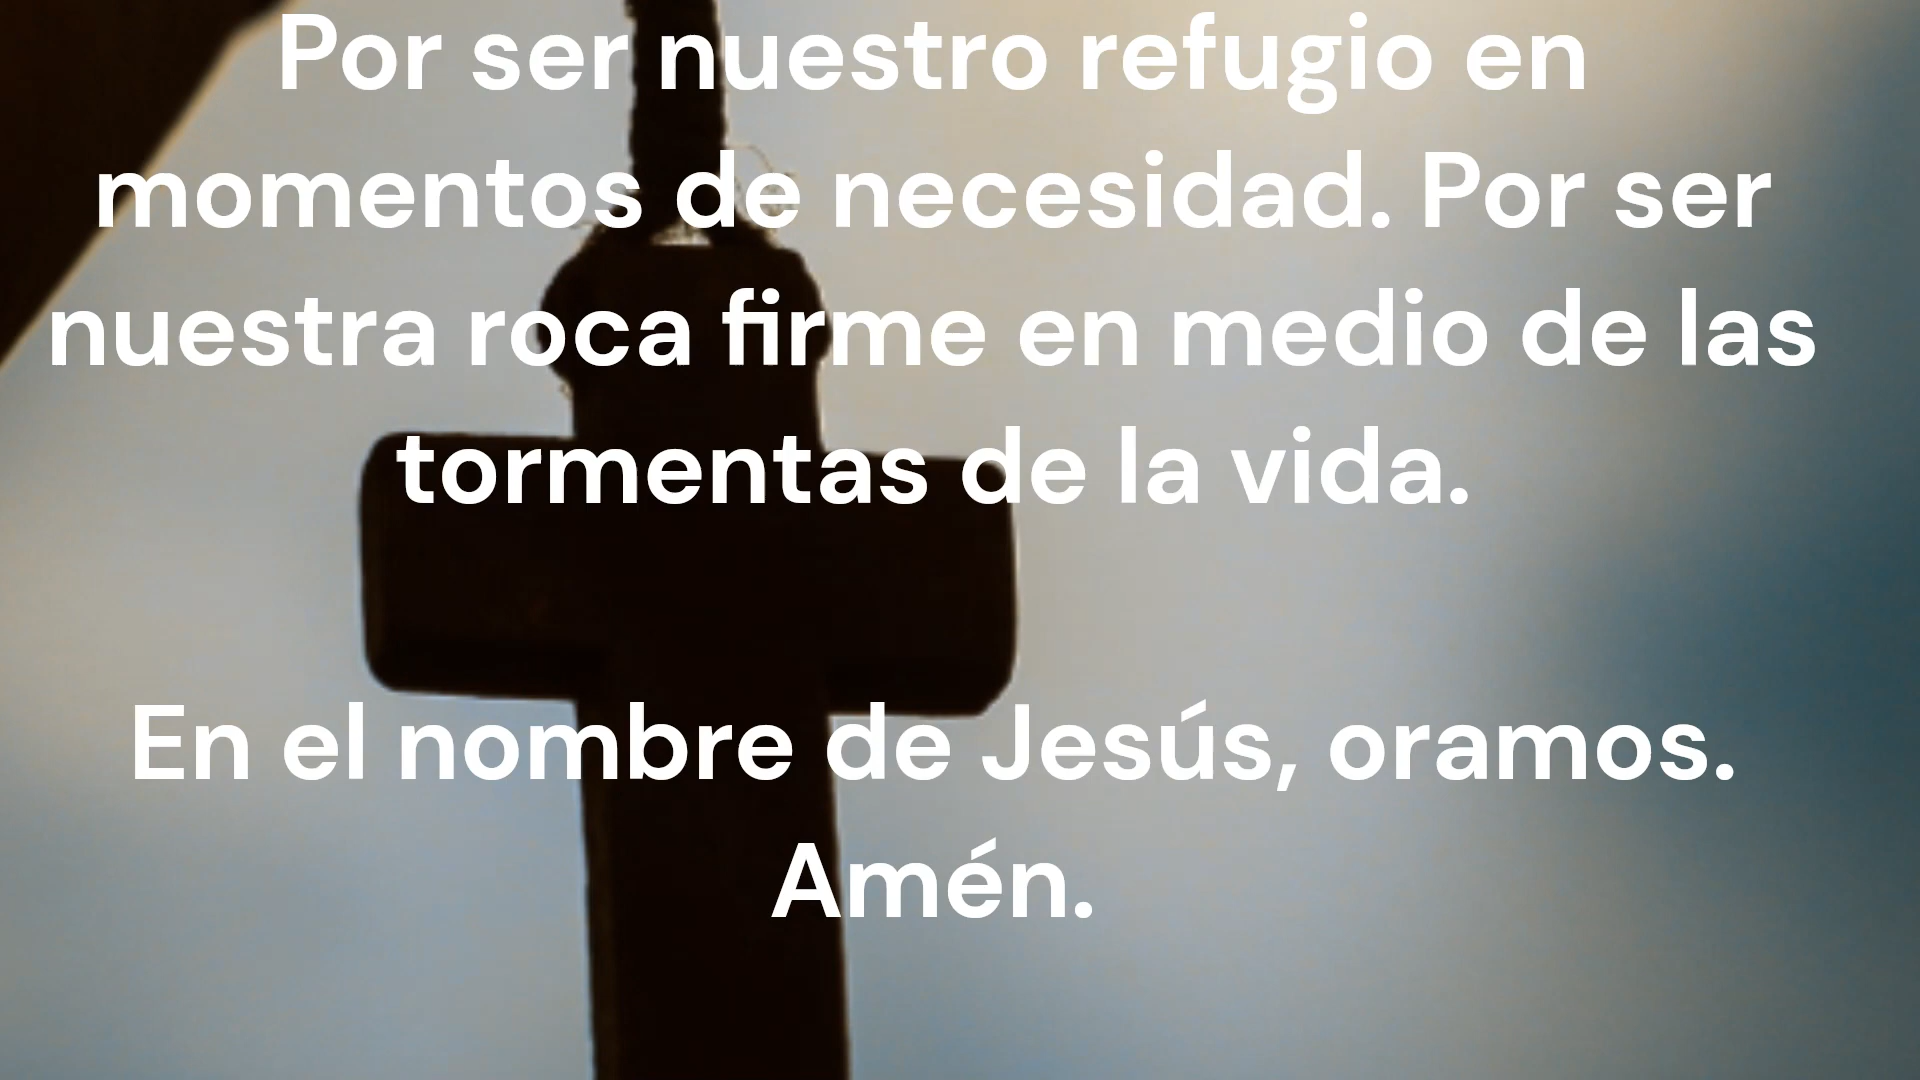 Por ser nuestro refugio en
momentos de necesidad. Por ser
nuestra roca firme en medio de las
tormentas de la vida.
En el nombre de Jesús, oramos.
Amén.